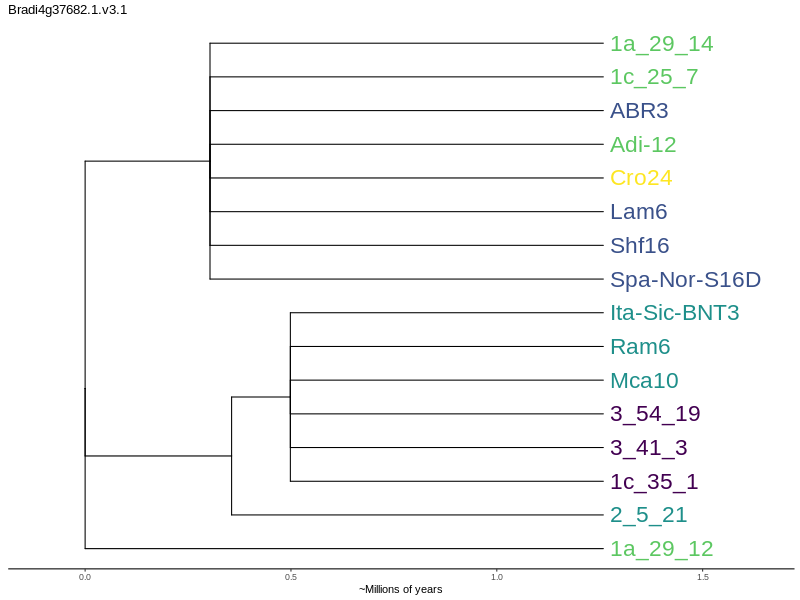 Bradi4g37682.1.v3.1
1a_29_14
1c_25_7
ABR3
Adi-12
Cro24
Lam6
Shf16
Spa-Nor-S16D
Ita-Sic-BNT3
Ram6
Mca10
3_54_19
3_41_3
1c_35_1
2_5_21
1a_29_12
0.0 0.5 1.0 1.5
~Millions of years